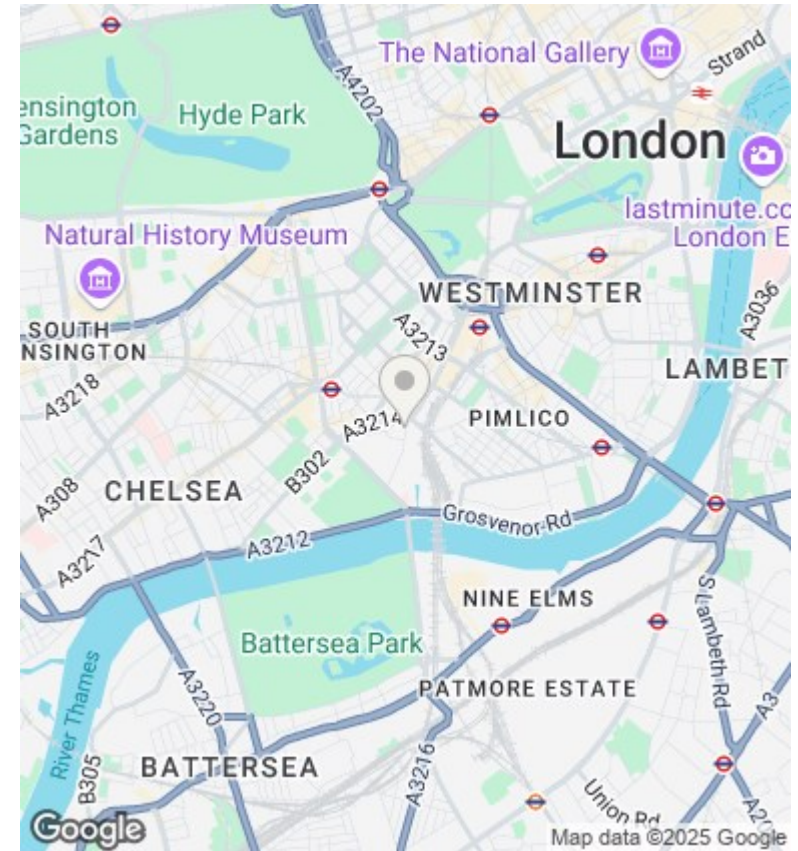 The National Gallery
Strand
A4202
ensington
Gardens
Hyde Park
London
lastminute.co
London E
Natural History Museum
WESTMINSTER
A3036
SOUTH
NSINGTON
A3213
LAMBET
A3218
A3214
PIMLICO
B302
A308
CHELSEA
Grosvenor Rd
A3212
A3217
NINE ELMS
S Lambeth Rd
Battersea Park
River Thames
A3220
PATMORE ESTATE
A3
B305
BATTERSEA
A3216
Union Rd
A20
Google
Map data ©2025 Google